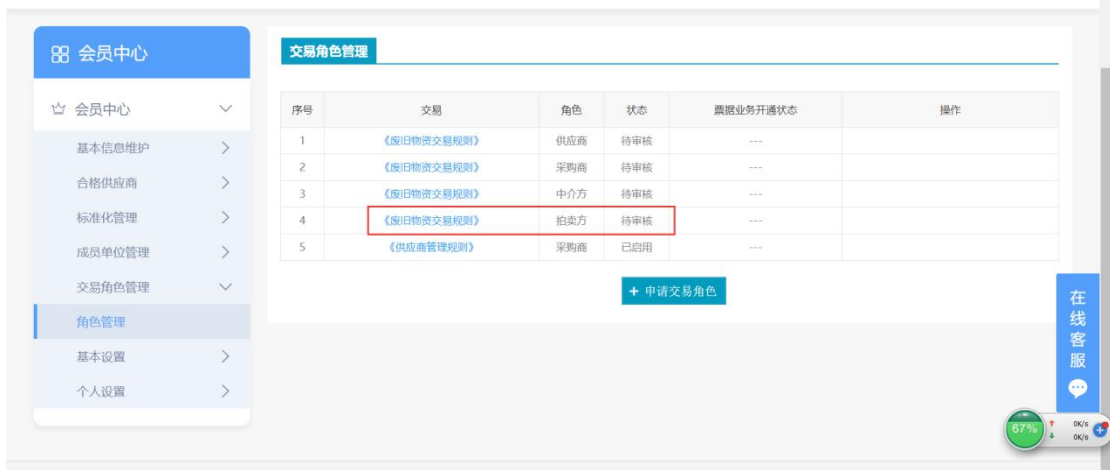 会员中心
会员中心
基本信息维护
合格供应商
标准化管理
成员单位管理
交易角色管理
角色管理
基本设置
个人设置
交易角色管理
序号 交易 角色 状态 票据业务开通状态 操作
1 《废旧物资交易规则》 供应商 待审核 ---
2 《废旧物资交易规则》 采购商 待审核 ---
3 《废旧物资交易规则》 中介方 待审核 ---
4 《废旧物资交易规则》 拍卖方 待审核 ---
5 《供应商管理规则》 采购商 已启用 ---
+ 申请交易角色
在线客服
67%
0K/s
0K/s